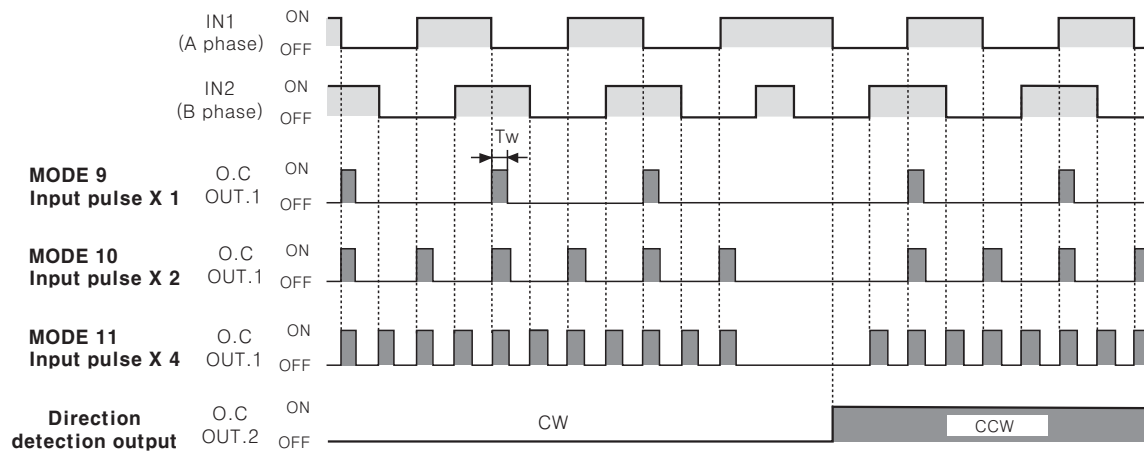 IN1
(A phase)
ON
OFF
IN2
(B phase)
ON
OFF
Tw
MODE 9
Input pulse X 1
O.C
OUT.1
ON
OFF
MODE 10
Input pulse X 2
O.C
OUT.1
ON
OFF
MODE 11
Input pulse X 4
O.C
OUT.1
ON
OFF
Direction
detection output
O.C
OUT.2
ON
OFF
CW
CCW